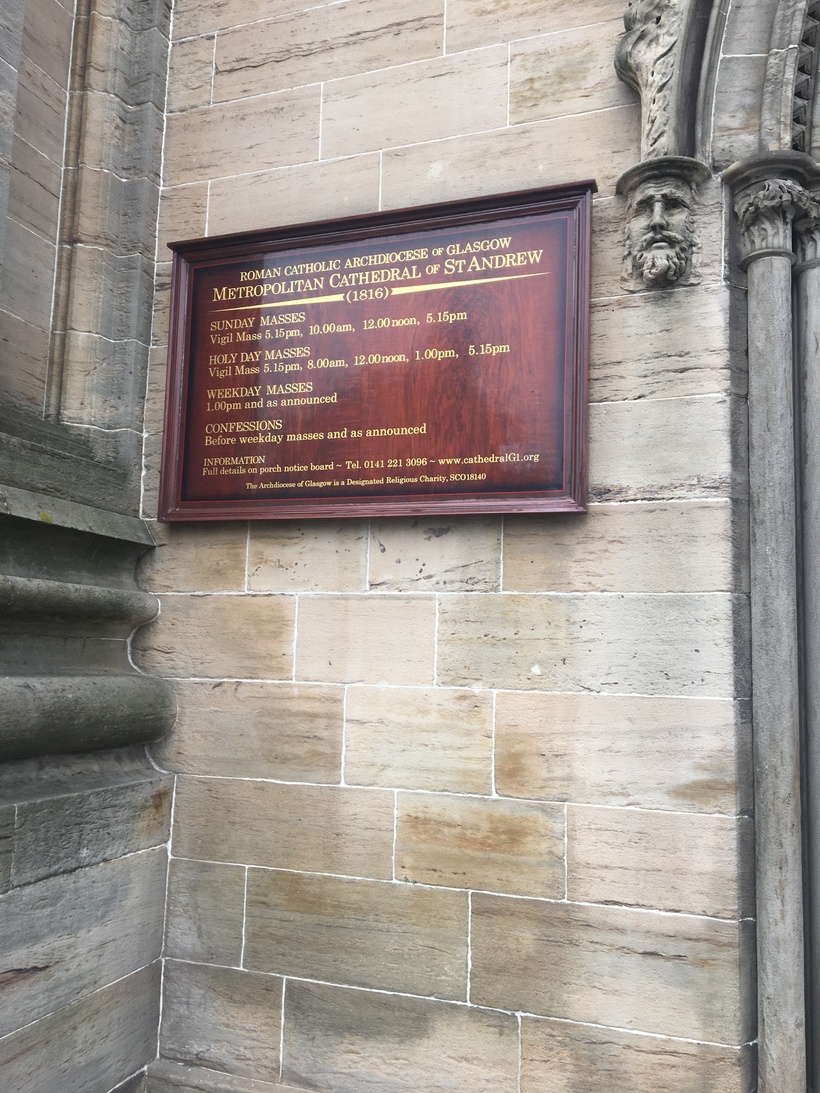 ROMAN CATHOLIC ARCHDIOCESE OF GLASGOW
METROPOLITAN CATHEDRAL OF ST ANDREW
(1816)
SUNDAY MASSES
Vigil Mass 5.15pm, 10.00am, 12.00noon, 5.15pm
HOLY DAY MASSES
Vigil Mass 5.15pm, 8.00am, 12.00noon, 1.00pm, 5.15pm
WEEKDAY MASSES
1.00pm and as announced
CONFESSIONS
Before weekday masses and as announced
INFORMATION
Full details on porch notice board ~ Tel. 0141 221 3096 ~ www.cathedralG1.org
The Archdiocese of Glasgow is a Designated Religious Charity, SCO18140